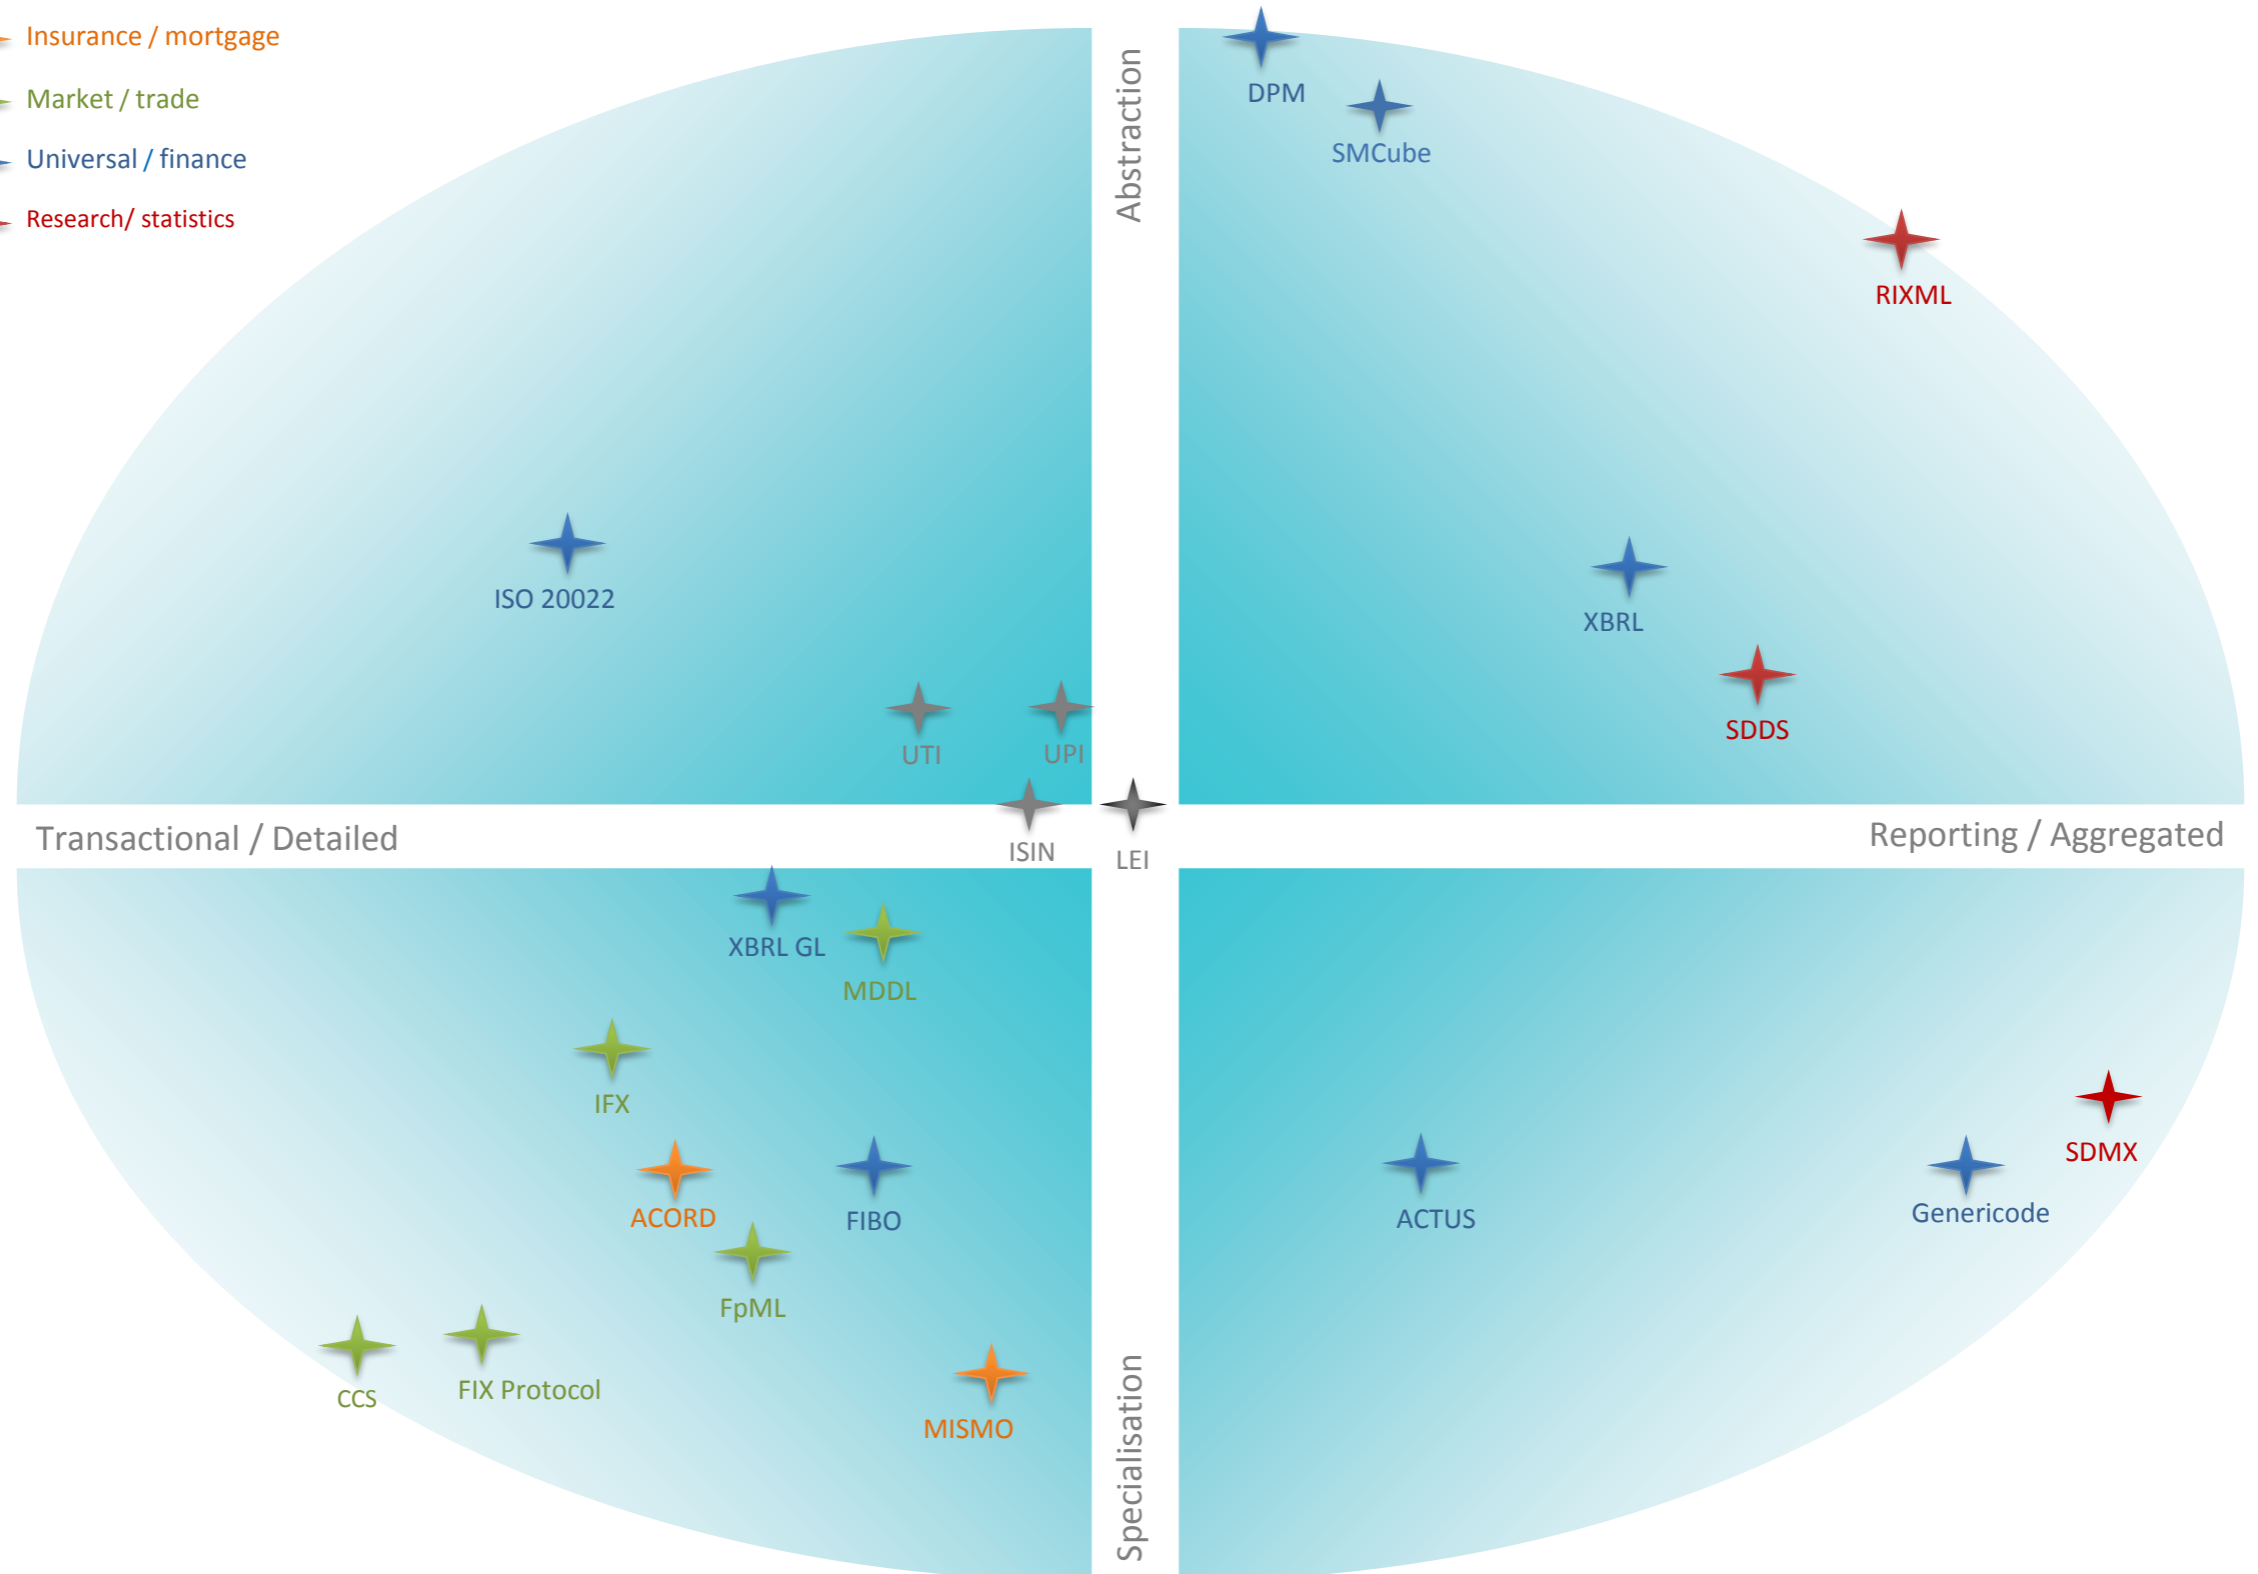 Insurance / mortgage
Market / trade
Universal / finance
Research/ statistics
Abstraction
DPM
SMCube
RIXML
ISO 20022
XBRL
SDDS
UTI
UPI
Transactional / Detailed
ISIN
LEI
Reporting / Aggregated
XBRL GL
MDDL
IFX
SDMX
ACORD
FIBO
ACTUS
Genericode
FpML
CCS
FIX Protocol
MISMO
Specialisation